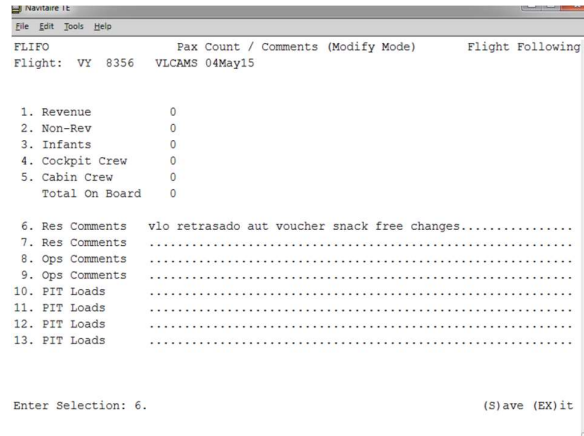 Navitaire TE
File Edit Tools Help
FLIFO Pax Count / Comments (Modify Mode) Flight Following
Flight: VY 8356 VLCAMS 04May15
1. Revenue 0
2. Non-Rev 0
3. Infants 0
4. Cockpit Crew 0
5. Cabin Crew 0
Total On Board 0
6. Res Comments vlo retrasado aut voucher snack free changes................
7. Res Comments ............................................................
8. Ops Comments ............................................................
9. Ops Comments ............................................................
10. PIT Loads ............................................................
11. PIT Loads ............................................................
12. PIT Loads ............................................................
13. PIT Loads ............................................................
Enter Selection: 6. (S)ave (EX)it